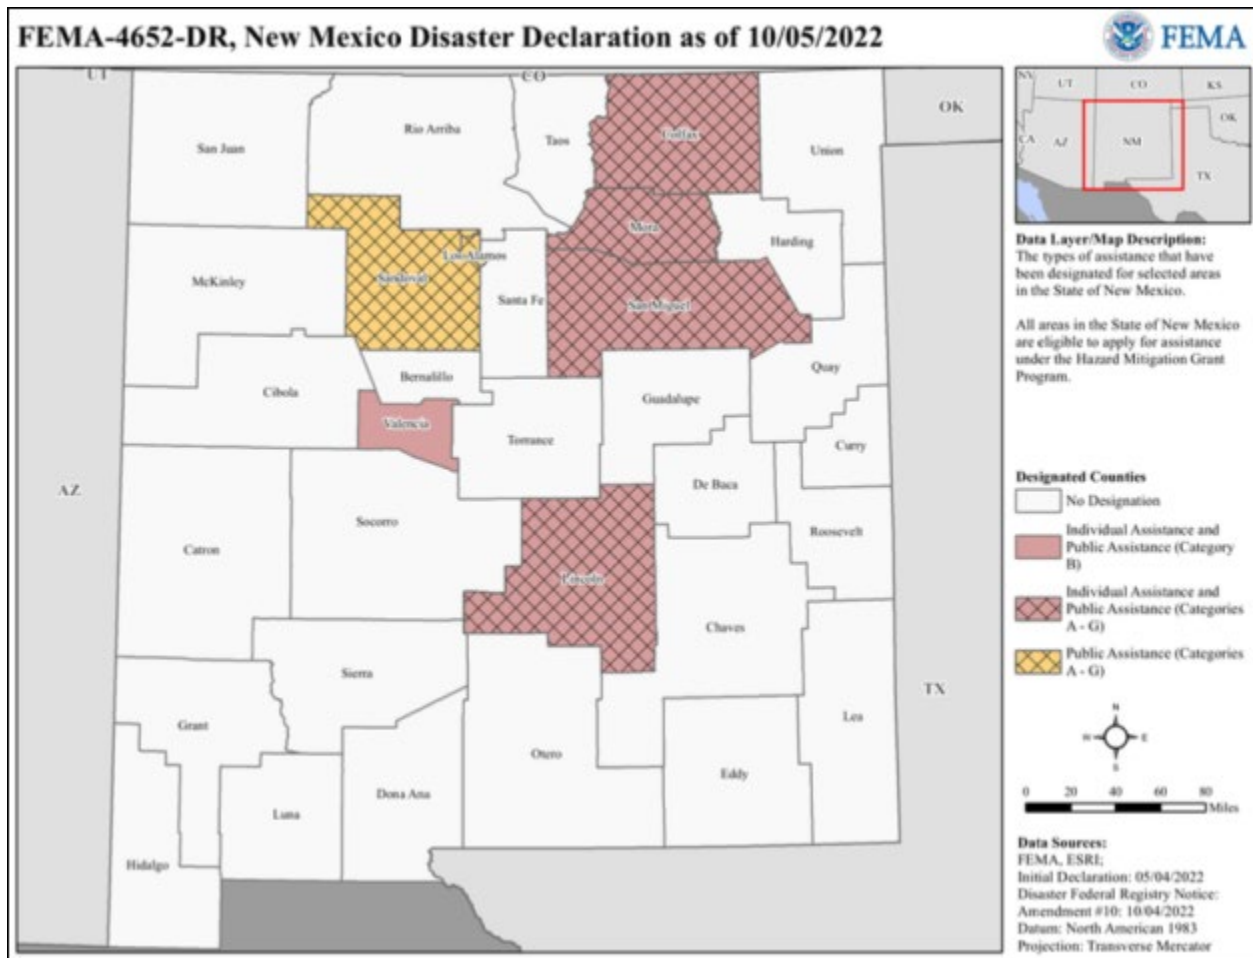 FEMA-4652-DR, New Mexico Disaster Declaration as of 10/05/2022
FEMA
UT
CO
OK
San Juan
Rio Arriba
Taos
Colfax
Union
Mora
Harding
Los Alamos
McKinley
Sandoval
Santa Fe
San Miguel
Quay
Bernalillo
Cibola
Guadalupe
Valencia
Torrance
Curry
De Baca
AZ
Socorro
Roosevelt
Catron
Lincoln
Chaves
Sierra
TX
Grant
Lea
Otero
Eddy
Dona Ana
Luna
Hidalgo
NV
UT
CO
KS
OK
CA
AZ
NM
TX
Data Layer/Map Description:
The types of assistance that have
been designated for selected areas
in the State of New Mexico.
All areas in the State of New Mexico
are eligible to apply for assistance
under the Hazard Mitigation Grant
Program.
Designated Counties
No Designation
Individual Assistance and
Public Assistance (Category
B)
Individual Assistance and
Public Assistance (Categories
A - G)
Public Assistance (Categories
A - G)
N
W E
S
0 20 40 60 80
Miles
Data Sources:
FEMA, ESRI;
Initial Declaration: 05/04/2022
Disaster Federal Registry Notice:
Amendment #10: 10/04/2022
Datum: North American 1983
Projection: Transverse Mercator